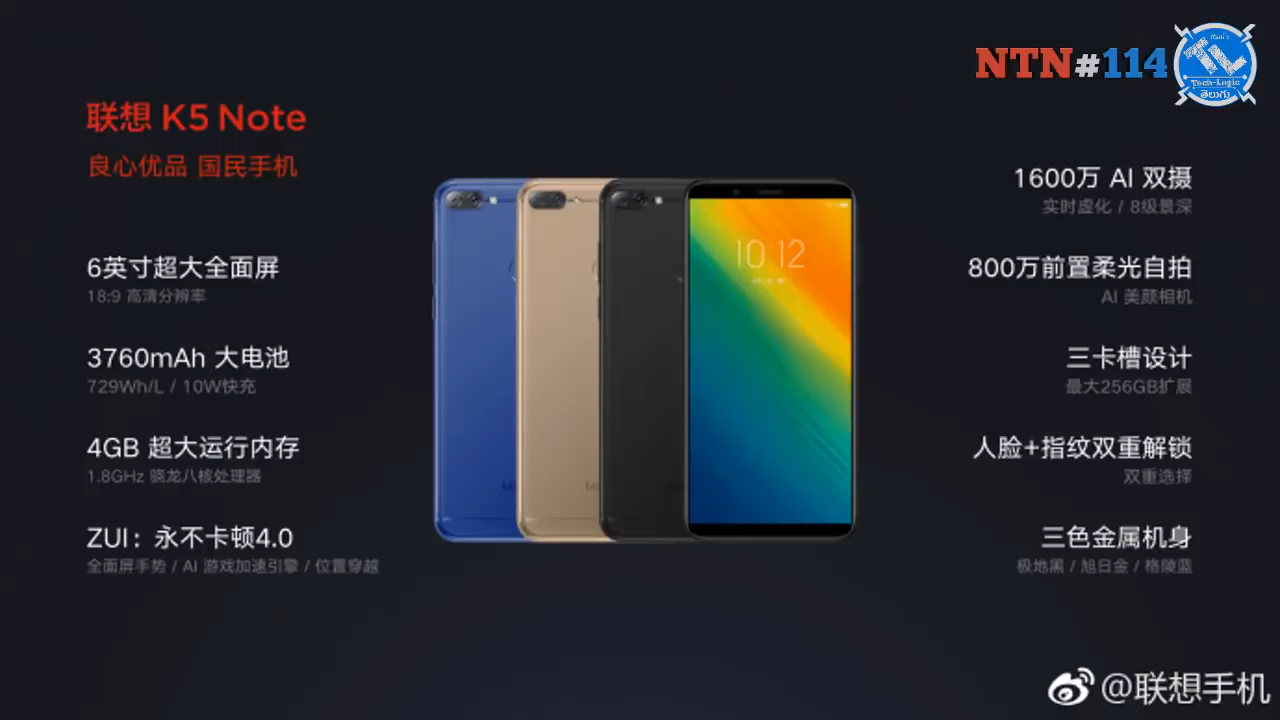 NTN#114
Tech-Logic
తెలుగు
联想 K5 Note
良心优品 国民手机
6英寸超大全面屏
18:9 高清分辨率
3760mAh 大电池
729Wh/L / 10W快充
4GB 超大运行内存
1.8GHz 骁龙八核处理器
ZUI：永不卡顿4.0
全面屏手势 / AI 游戏加速引擎 / 位置穿越
10 12
1600万 AI 双摄
实时虚化 / 8级景深
800万前置柔光自拍
AI 美颜相机
三卡槽设计
最大256GB扩展
人脸+指纹双重解锁
双重选择
三色金属机身
极地黑 / 旭日金 / 格陵蓝
@联想手机